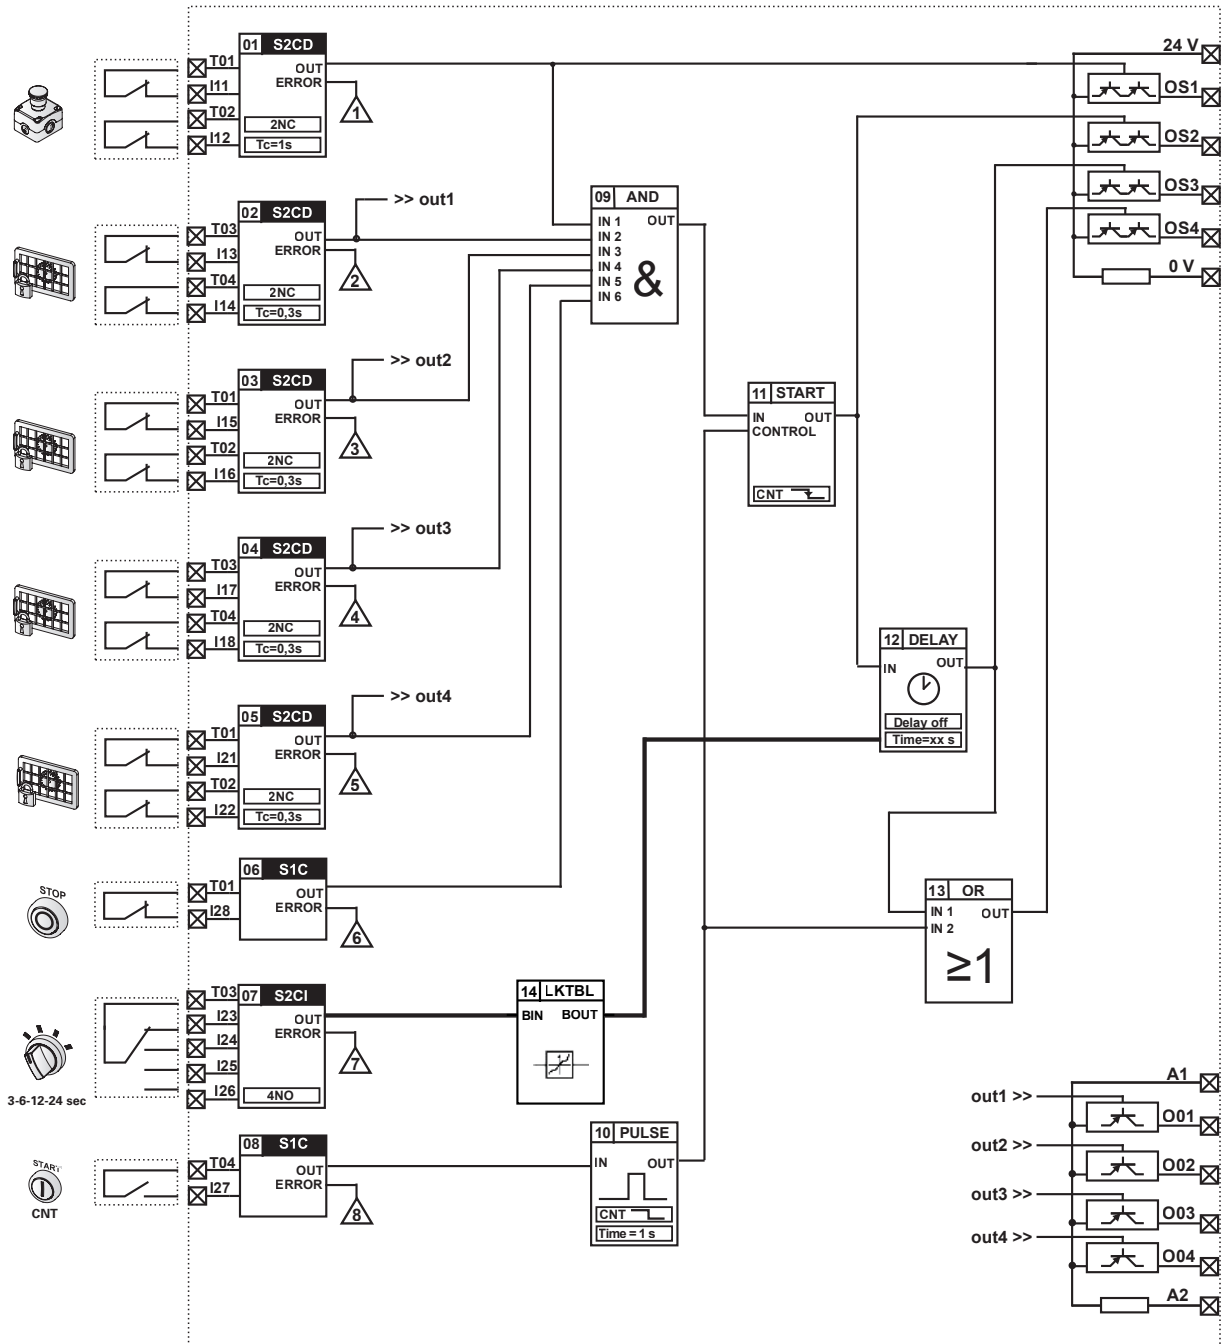 01 S2CD
T01
OUT
I11
ERROR
1
T02
2NC
I12
Tc=1s
24 V
OS1
OS2
OS3
OS4
0 V
02 S2CD
T03
OUT
I13
ERROR
2
T04
2NC
I14
Tc=0,3s
>> out1
09 AND
IN 1 OUT
IN 2
IN 3
IN 4
IN 5
IN 6
&
03 S2CD
T01
OUT
I15
ERROR
3
T02
2NC
I16
Tc=0,3s
>> out2
11 START
IN OUT
CONTROL
CNT
04 S2CD
T03
OUT
I17
ERROR
4
T04
2NC
I18
Tc=0,3s
>> out3
05 S2CD
T01
OUT
I21
ERROR
5
T02
2NC
I22
Tc=0,3s
>> out4
12 DELAY
IN OUT
Delay off
Time=xx s
STOP
06 S1C
T01
OUT
I28
ERROR
6
13 OR
IN 1 OUT
IN 2
≥1
3-6-12-24 sec
T03
07 S2CI
I23
OUT
I24
ERROR
7
I25
I26
4NO
14 LKTBL
BIN BOUT
START
CNT
08 S1C
T04
OUT
I27
ERROR
8
10 PULSE
IN OUT
CNT
Time = 1 s
A1
out1 >>
O01
out2 >>
O02
out3 >>
O03
out4 >>
O04
A2